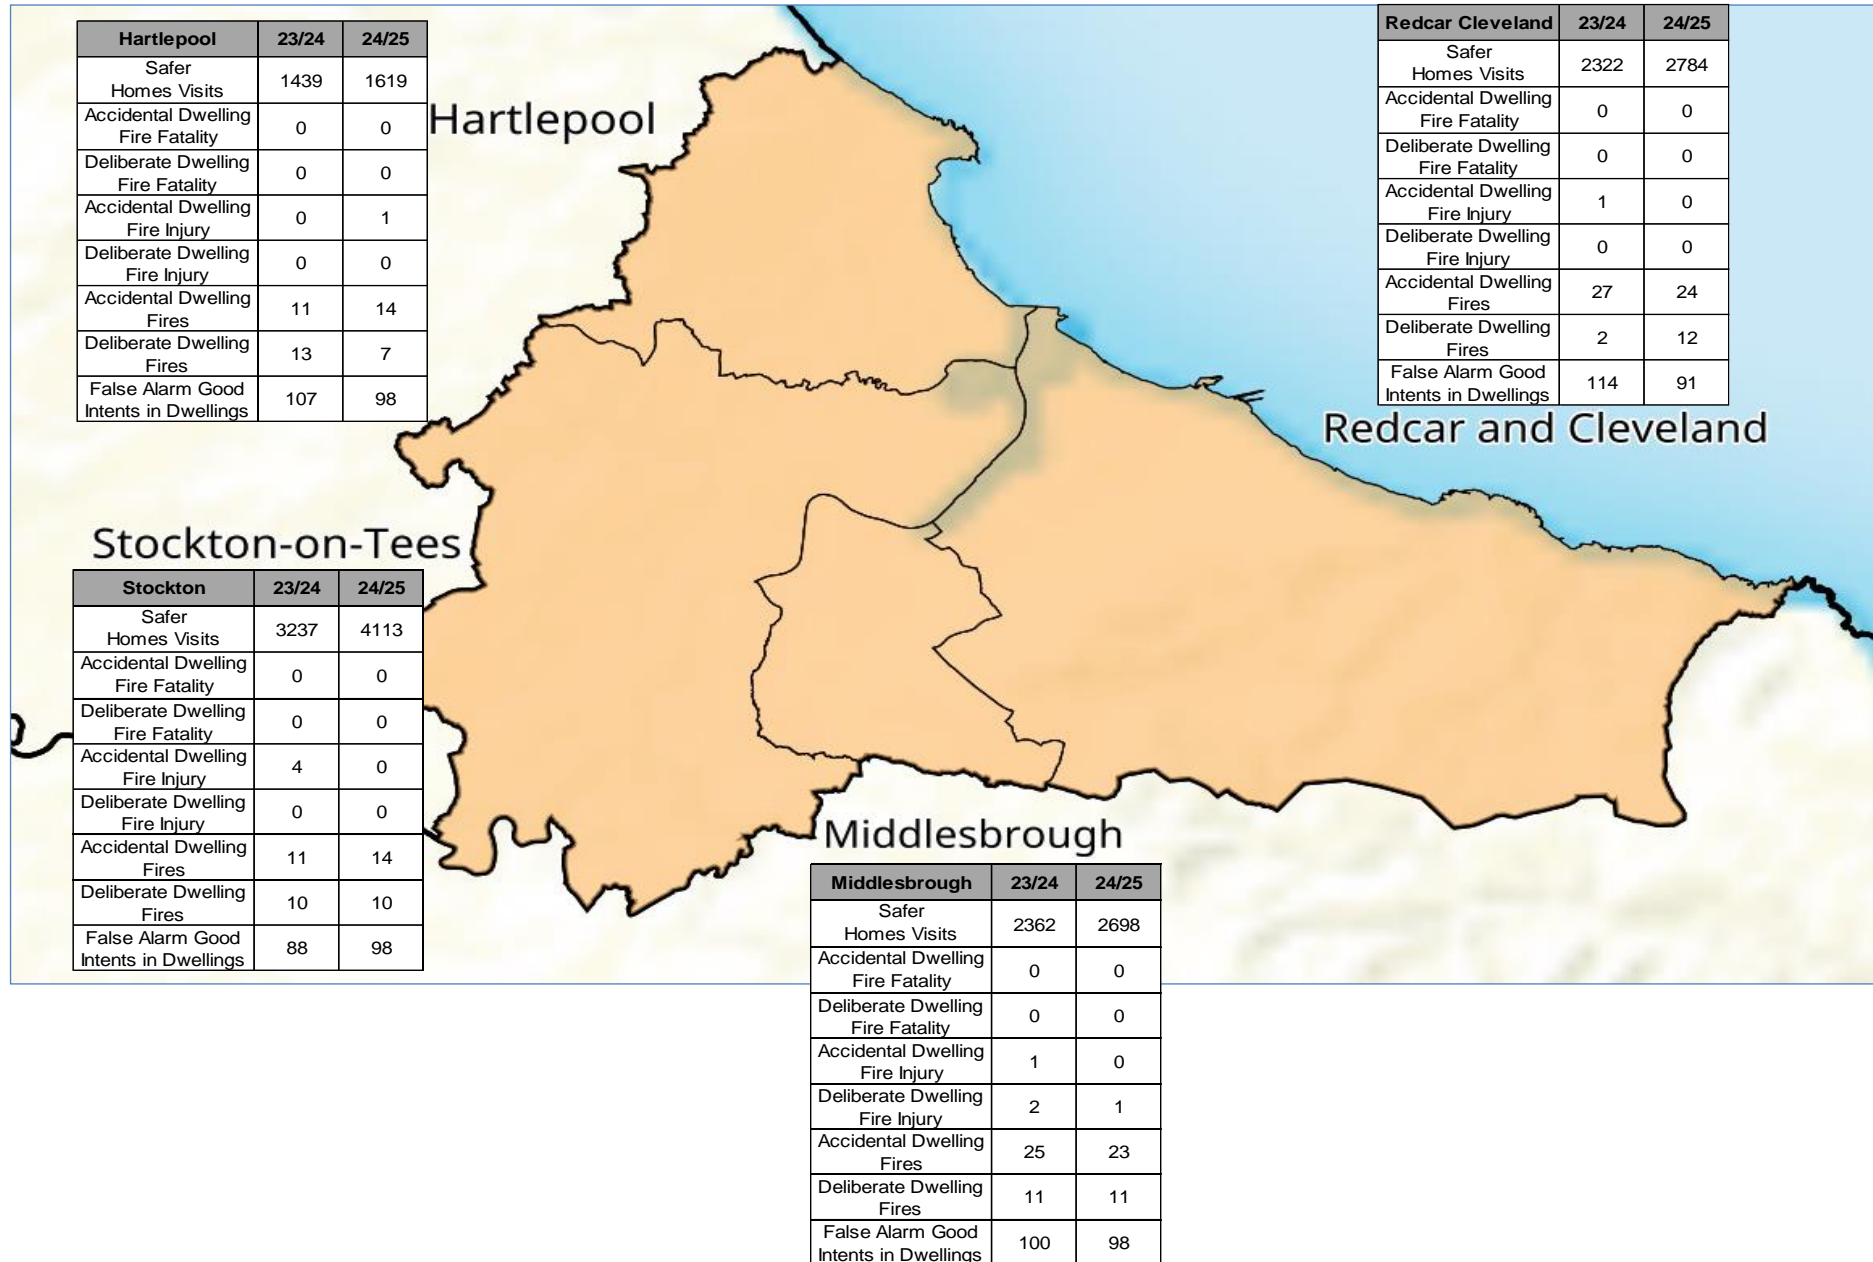 Hartlepool 23/24 24/25
Safer
Homes Visits 1439 1619
Accidental Dwelling
Fire Fatality 0 0
Deliberate Dwelling
Fire Fatality 0 0
Accidental Dwelling
Fire Injury 0 1
Deliberate Dwelling
Fire Injury 0 0
Accidental Dwelling
Fires 11 14
Deliberate Dwelling
Fires 13 7
False Alarm Good
Intents in Dwellings 107 98
Hartlepool
Redcar Cleveland 23/24 24/25
Safer
Homes Visits 2322 2784
Accidental Dwelling
Fire Fatality 0 0
Deliberate Dwelling
Fire Fatality 0 0
Accidental Dwelling
Fire Injury 1 0
Deliberate Dwelling
Fire Injury 0 0
Accidental Dwelling
Fires 27 24
Deliberate Dwelling
Fires 2 12
False Alarm Good
Intents in Dwellings 114 91
Redcar and Cleveland
Stockton-on-Tees
Stockton 23/24 24/25
Safer
Homes Visits 3237 4113
Accidental Dwelling
Fire Fatality 0 0
Deliberate Dwelling
Fire Fatality 0 0
Accidental Dwelling
Fire Injury 4 0
Deliberate Dwelling
Fire Injury 0 0
Accidental Dwelling
Fires 11 14
Deliberate Dwelling
Fires 10 10
False Alarm Good
Intents in Dwellings 88 98
Middlesbrough
Middlesbrough 23/24 24/25
Safer
Homes Visits 2362 2698
Accidental Dwelling
Fire Fatality 0 0
Deliberate Dwelling
Fire Fatality 0 0
Accidental Dwelling
Fire Injury 1 0
Deliberate Dwelling
Fire Injury 2 1
Accidental Dwelling
Fires 25 23
Deliberate Dwelling
Fires 11 11
False Alarm Good
Intents in Dwellings 100 98